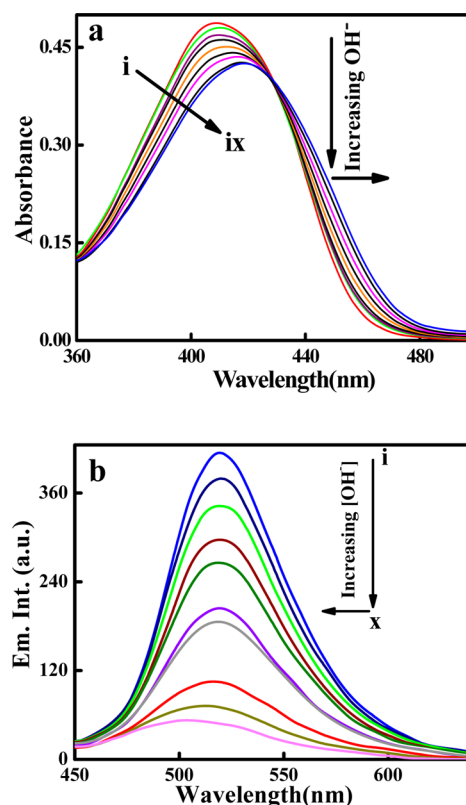 a
0.45
0.30
0.15
0.00
Absorbance
i
ix
Increasing OH⁻
360
400
440
480
Wavelength(nm)
b
360
240
120
0
Em. Int. (a.u.)
i
Increasing [OH⁻]
x
450
500
550
600
Wavelength(nm)